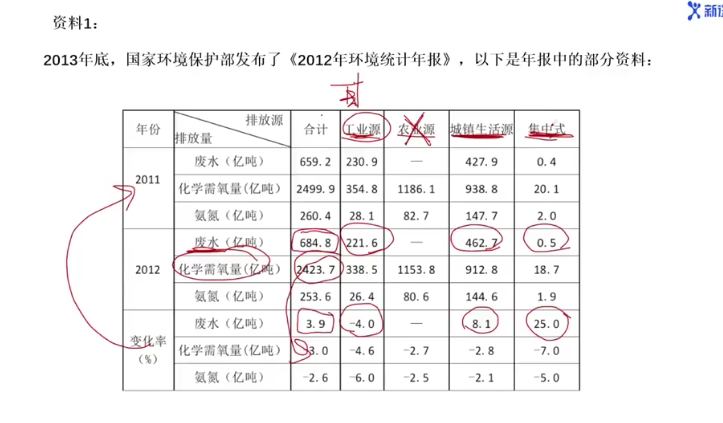 新途
资料1：
2013年底，国家环境保护部发布了《2012年环境统计年报》，以下是年报中的部分资料：
年份 排放源 排放量 合计 工业源 农业源 城镇生活源 集中式
2011 废水（亿吨） 659.2 230.9 — 427.9 0.4
化学需氧量(亿吨) 2499.9 354.8 1186.1 938.8 20.1
氨氮（亿吨） 260.4 28.1 82.7 147.7 2.0
2012 废水（亿吨） 684.8 221.6 — 462.7 0.5
化学需氧量(亿吨) 2423.7 338.5 1153.8 912.8 18.7
氨氮（亿吨） 253.6 26.4 80.6 144.6 1.9
变化率（%） 废水（亿吨） 3.9 -4.0 — 8.1 25.0
化学需氧量（亿吨） -3.0 -4.6 -2.7 -2.8 -7.0
氨氮（亿吨） -2.6 -6.0 -2.5 -2.1 -5.0